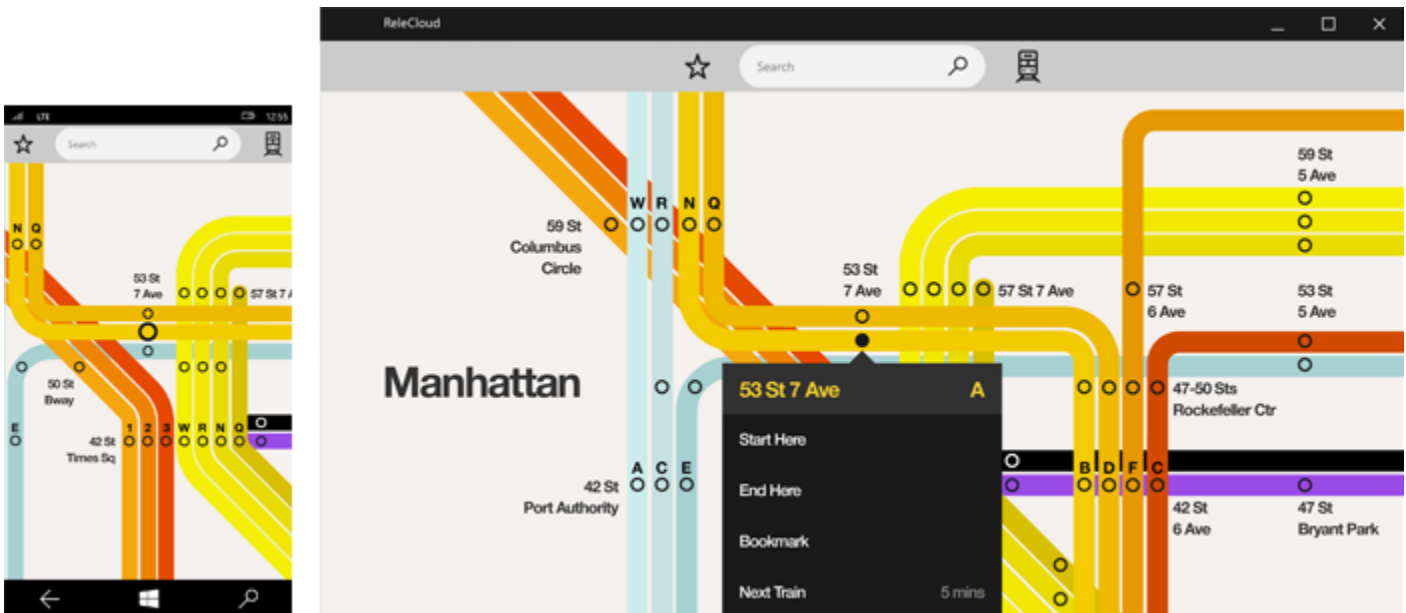 LTE
12:55
Search
N Q
53 St
7 Ave
57 St 7 A
50 St
Bway
E
1 2 3 W R N Q
42 St
Times Sq
ReleCloud
Search
59 St
5 Ave
W R N Q
59 St
Columbus
Circle
53 St
7 Ave
57 St 7 Ave
57 St
6 Ave
53 St
5 Ave
Manhattan
53 St 7 Ave A
47-50 Sts
Rockefeller Ctr
Start Here
A C E
42 St
Port Authority
End Here
B D F C
42 St
6 Ave
47 St
Bryant Park
Bookmark
Next Train 5 mins